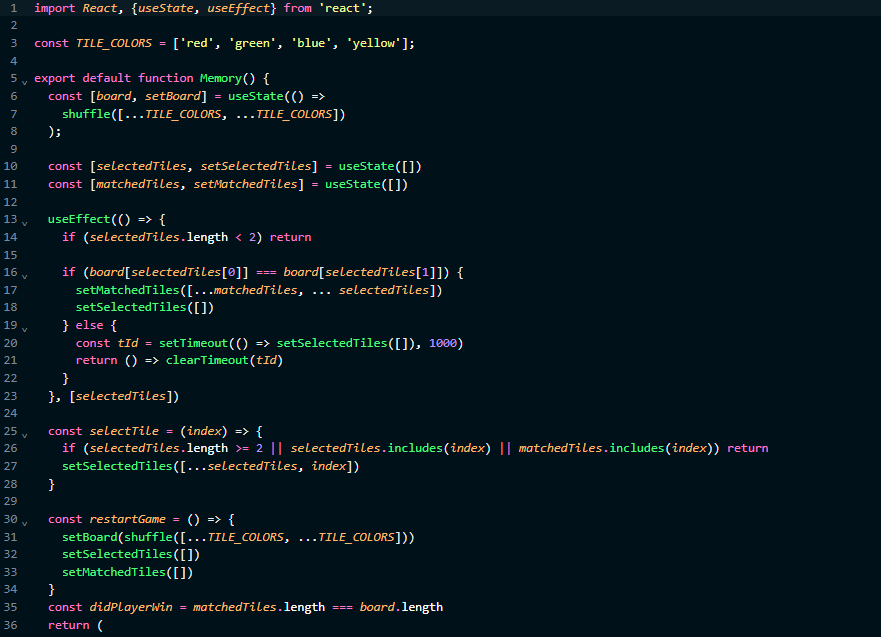 1 import React, {useState, useEffect} from 'react';
2
3 const TILE_COLORS = ['red', 'green', 'blue', 'yellow'];
4
5 export default function Memory() {
6   const [board, setBoard] = useState(() =>
7     shuffle([...TILE_COLORS, ...TILE_COLORS])
8   );
9
10   const [selectedTiles, setSelectedTiles] = useState([])
11   const [matchedTiles, setMatchedTiles] = useState([])
12
13   useEffect(() => {
14     if (selectedTiles.length < 2) return
15
16     if (board[selectedTiles[0]] === board[selectedTiles[1]]) {
17       setMatchedTiles([...matchedTiles, ... selectedTiles])
18       setSelectedTiles([])
19     } else {
20       const tId = setTimeout(() => setSelectedTiles([]), 1000)
21       return () => clearTimeout(tId)
22     }
23   }, [selectedTiles])
24
25   const selectTile = (index) => {
26     if (selectedTiles.length >= 2 || selectedTiles.includes(index) || matchedTiles.includes(index)) return
27     setSelectedTiles([...selectedTiles, index])
28   }
29
30   const restartGame = () => {
31     setBoard(shuffle([...TILE_COLORS, ...TILE_COLORS]))
32     setSelectedTiles([])
33     setMatchedTiles([])
34   }
35   const didPlayerWin = matchedTiles.length === board.length
36   return (